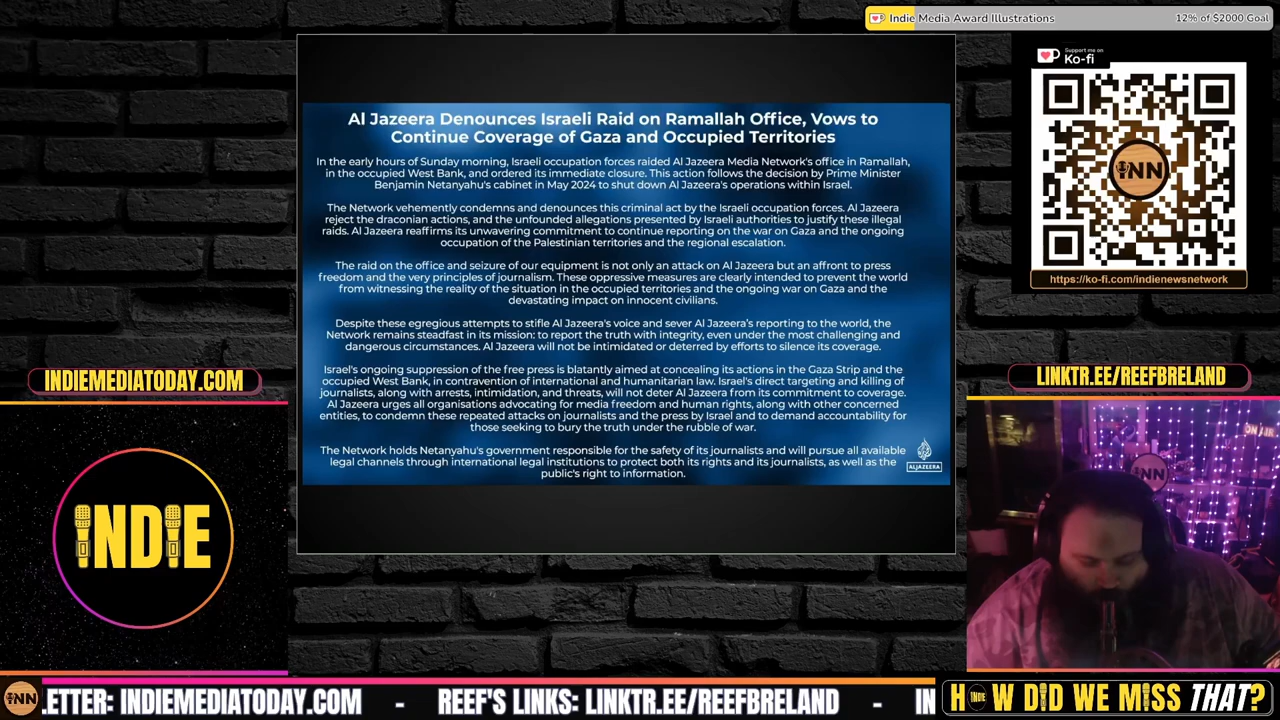 Indie Media Award Illustrations
12% of $2000 Goal
Support me on
Ko-fi
INN
https://ko-fi.com/indienewsnetwork
Al Jazeera Denounces Israeli Raid on Ramallah Office, Vows to
Continue Coverage of Gaza and Occupied Territories
In the early hours of Sunday morning, Israeli occupation forces raided Al Jazeera Media Network's office in Ramallah,
in the occupied West Bank, and ordered its immediate closure. This action follows the decision by Prime Minister
Benjamin Netanyahu's cabinet in May 2024 to shut down Al Jazeera's operations within Israel.
The Network vehemently condemns and denounces this criminal act by the Israeli occupation forces. Al Jazeera
reject the draconian actions, and the unfounded allegations presented by Israeli authorities to justify these illegal
raids. Al Jazeera reaffirms its unwavering commitment to continue reporting on the war on Gaza and the ongoing
occupation of the Palestinian territories and the regional escalation.
The raid on the office and seizure of our equipment is not only an attack on Al Jazeera but an affront to press
freedom and the very principles of journalism. These oppressive measures are clearly intended to prevent the world
from witnessing the reality of the situation in the occupied territories and the ongoing war on Gaza and the
devastating impact on innocent civilians.
Despite these egregious attempts to stifle Al Jazeera's voice and sever Al Jazeera's reporting to the world, the
Network remains steadfast in its mission: to report the truth with integrity, even under the most challenging and
dangerous circumstances. Al Jazeera will not be intimidated or deterred by efforts to silence its coverage.
Israel's ongoing suppression of the free press is blatantly aimed at concealing its actions in the Gaza Strip and the
occupied West Bank, in contravention of international and humanitarian law. Israel's direct targeting and killing of
journalists, along with arrests, intimidation, and threats, will not deter Al Jazeera from its commitment to coverage.
Al Jazeera urges all organisations advocating for media freedom and human rights, along with other concerned
entities, to condemn these repeated attacks on journalists and the press by Israel and to demand accountability for
those seeking to bury the truth under the rubble of war.
The Network holds Netanyahu's government responsible for the safety of its journalists and will pursue all available
legal channels through international legal institutions to protect both its rights and its journalists, as well as the
public's right to information.
ALJAZEERA
INDIEMEDIATODAY.COM
LINKTR.EE/REEFBRELAND
INDIE
INN
INN
ETTER: INDIEMEDIATODAY.COM - REEF'S LINKS: LINKTR.EE/REEFBRELAND - IN
HOW DID WE MISS THAT?